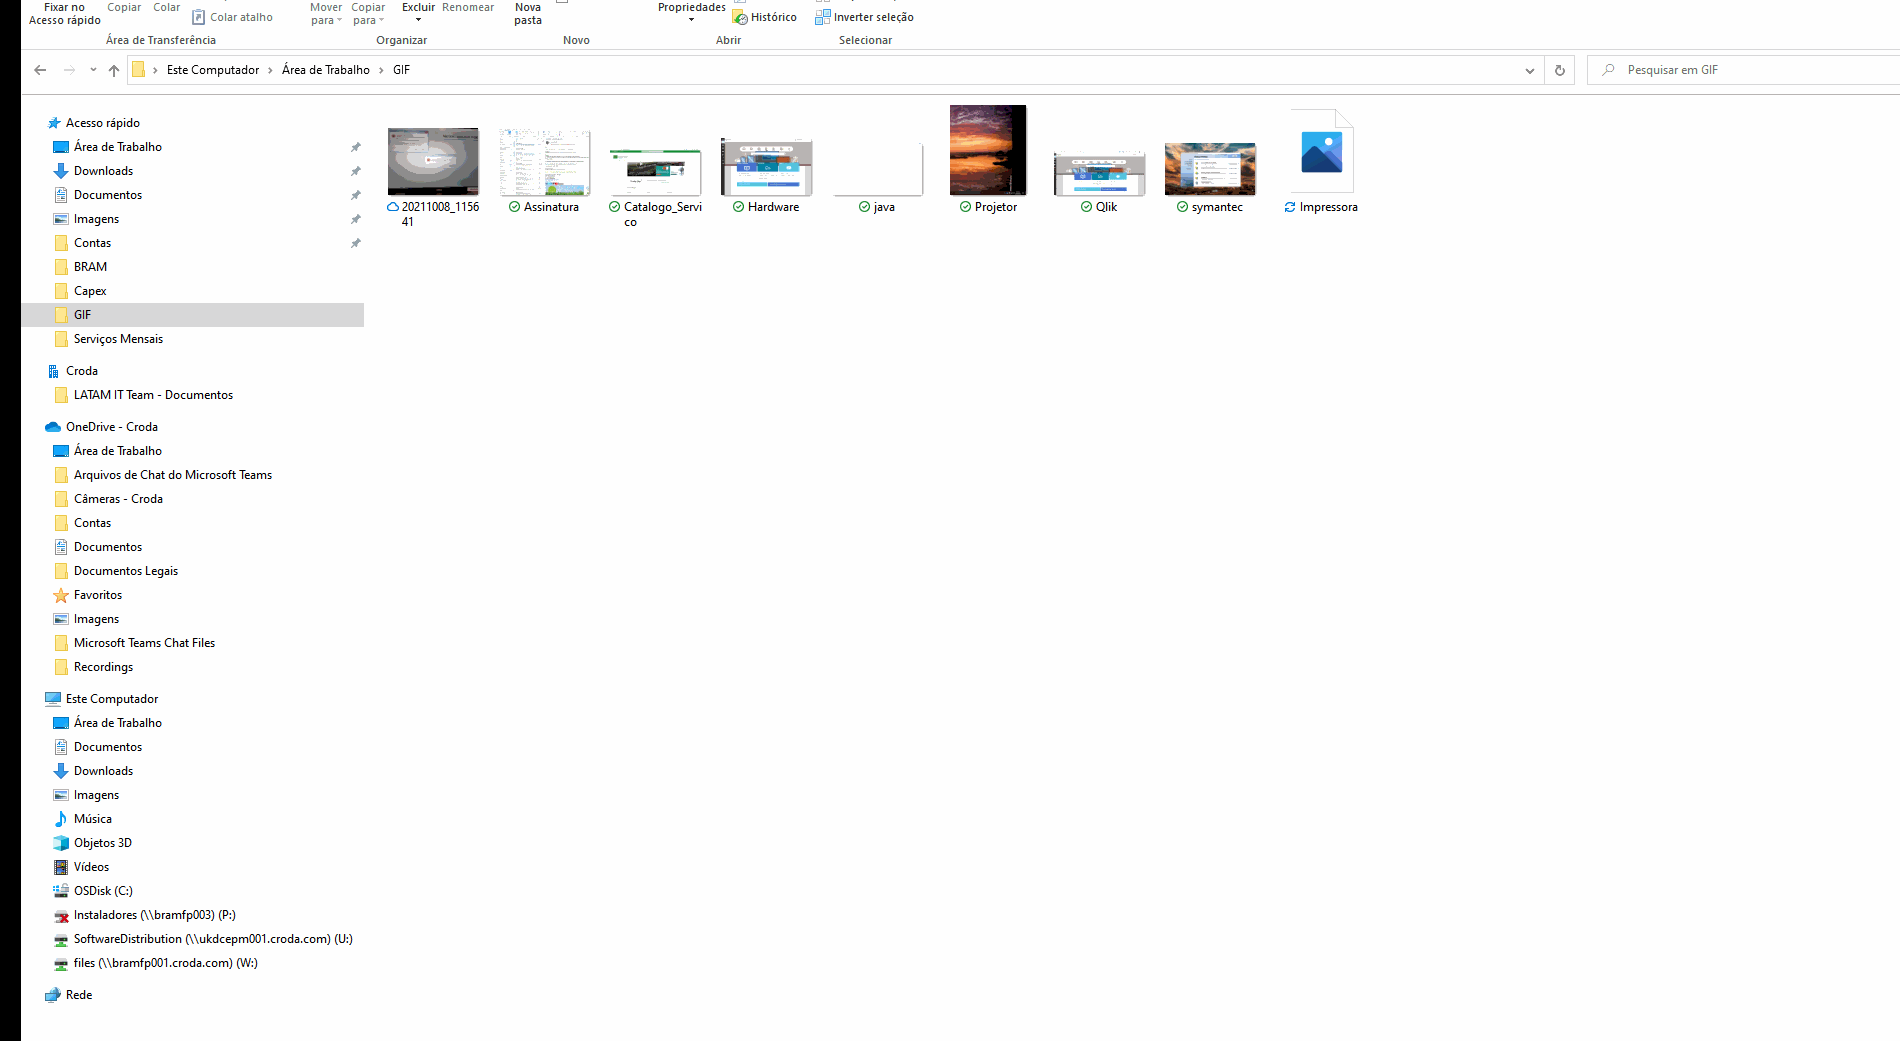 Fixar no
Acesso rápido
Copiar
Colar
Colar atalho
Área de Transferência
Mover
para
Copiar
para
Excluir
Renomear
Organizar
Nova
pasta
Novo
Propriedades
Histórico
Abrir
Inverter seleção
Selecionar
Este Computador
Área de Trabalho
GIF
Pesquisar em GIF
Acesso rápido
Área de Trabalho
Downloads
Documentos
Imagens
Contas
BRAM
Capex
GIF
Serviços Mensais
Croda
LATAM IT Team - Documentos
OneDrive - Croda
Área de Trabalho
Arquivos de Chat do Microsoft Teams
Câmeras - Croda
Contas
Documentos
Documentos Legais
Favoritos
Imagens
Microsoft Teams Chat Files
Recordings
Este Computador
Área de Trabalho
Documentos
Downloads
Imagens
Música
Objetos 3D
Vídeos
OSDisk (C:)
Instaladores (\\bramfp003) (P:)
SoftwareDistribution (\\ukdcepm001.croda.com) (U:)
files (\\bramfp001.croda.com) (W:)
Rede
20211008_1156
41
Assinatura
Catalogo_Servi
co
Hardware
java
Projetor
Qlik
symantec
Impressora